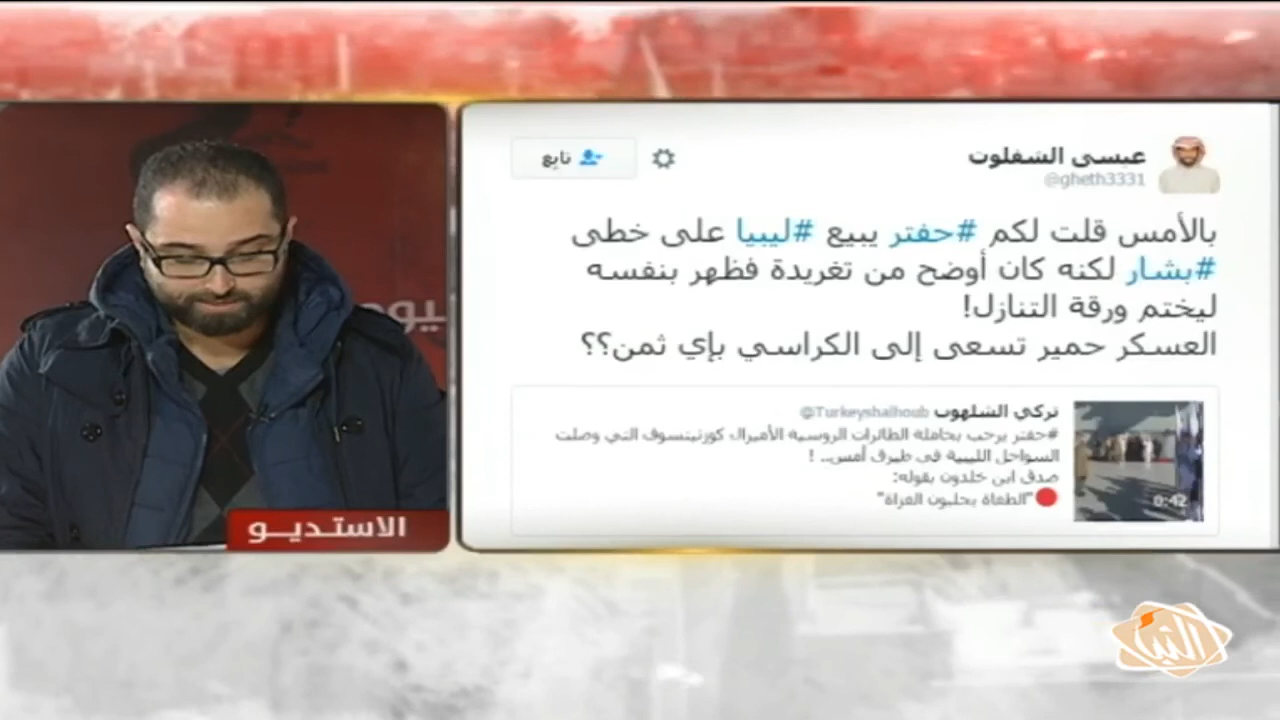 عيسى الشفلوت
@gheth3331
تابع
بالأمس قلت لكم #حفتر يبيع #ليبيا على خطى
#بشار لكنه كان أوضح من تغريدة فظهر بنفسه
ليختم ورقة التنازل!
العسكر حمير تسعى إلى الكراسي بإي ثمن؟؟
تركي الشلهوب @Turkeyshalhoub
#حفتر يرحب بحاملة الطائرات الروسية الأميرال كوزنيتسوف التي وصلت
السواحل الليبية في طبرق أمس.. !
صدق ابن خلدون بقوله:
"الطغاة يجلبون الغزاة"
0:42
الاستديو
النبأ